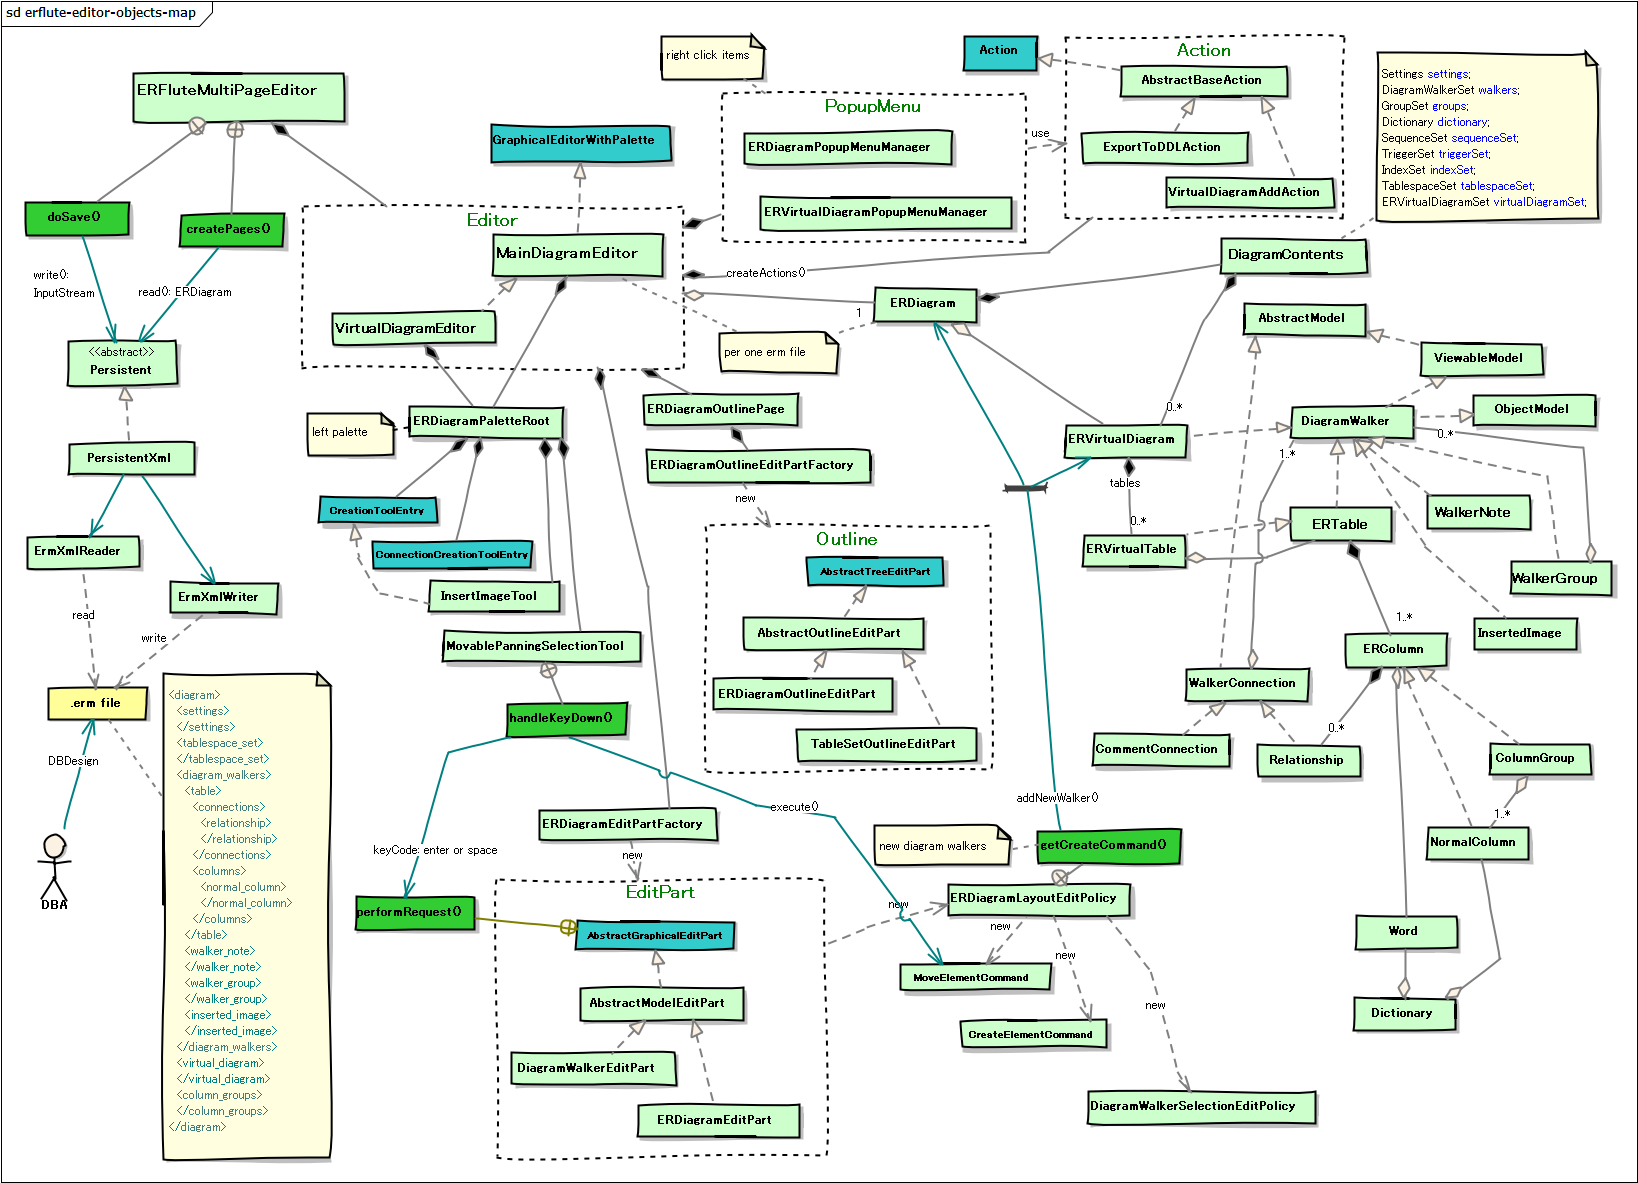 sd erflute-editor-objects-map
ERFluteMultiPageEditor
doSave()
createPages()
write():
InputStream
read(): ERDiagram
<<abstract>>
Persistent
PersistentXml
ErmXmlReader
ErmXmlWriter
read
write
.erm file
DBDesign
DBA
<diagram>
<settings>
</settings>
<tablespace_set>
</tablespace_set>
<diagram_walkers>
<table>
<connections>
<relationship>
</relationship>
</connections>
<columns>
<normal_column>
</normal_column>
</columns>
</table>
<walker_note>
</walker_note>
<walker_group>
</walker_group>
<inserted_image>
</inserted_image>
</diagram_walkers>
<virtual_diagram>
</virtual_diagram>
<column_groups>
</column_groups>
</diagram>
right click items
GraphicalEditorWithPalette
Editor
MainDiagramEditor
VirtualDiagramEditor
PopupMenu
ERDiagramPopupMenuManager
ERVirtualDiagramPopupMenuManager
use
Action
Action
AbstractBaseAction
ExportToDDLAction
VirtualDiagramAddAction
createActions()
Settings settings;
DiagramWalkerSet walkers;
GroupSet groups;
Dictionary dictionary;
SequenceSet sequenceSet;
TriggerSet triggerSet;
IndexSet indexSet;
TablespaceSet tablespaceSet;
ERVirtualDiagramSet virtualDiagramSet;
DiagramContents
ERDiagram
1
per one erm file
left palette
ERDiagramPaletteRoot
CreationToolEntry
ConnectionCreationToolEntry
InsertImageTool
MovablePanningSelectionTool
handleKeyDown()
keyCode: enter or space
execute()
performRequest()
ERDiagramOutlinePage
ERDiagramOutlineEditPartFactory
new
Outline
AbstractTreeEditPart
AbstractOutlineEditPart
ERDiagramOutlineEditPart
TableSetOutlineEditPart
ERDiagramEditPartFactory
new
EditPart
AbstractGraphicalEditPart
AbstractModelEditPart
DiagramWalkerEditPart
ERDiagramEditPart
new
new diagram walkers
addNewWalker()
getCreateCommand()
ERDiagramLayoutEditPolicy
new
new
new
MoveElementCommand
CreateElementCommand
DiagramWalkerSelectionEditPolicy
AbstractModel
ViewableModel
ObjectModel
DiagramWalker
0..*
0..*
1..*
ERVirtualDiagram
tables
0..*
ERVirtualTable
ERTable
WalkerNote
WalkerGroup
InsertedImage
1..*
ERColumn
WalkerConnection
0..*
CommentConnection
Relationship
ColumnGroup
1..*
NormalColumn
Word
Dictionary